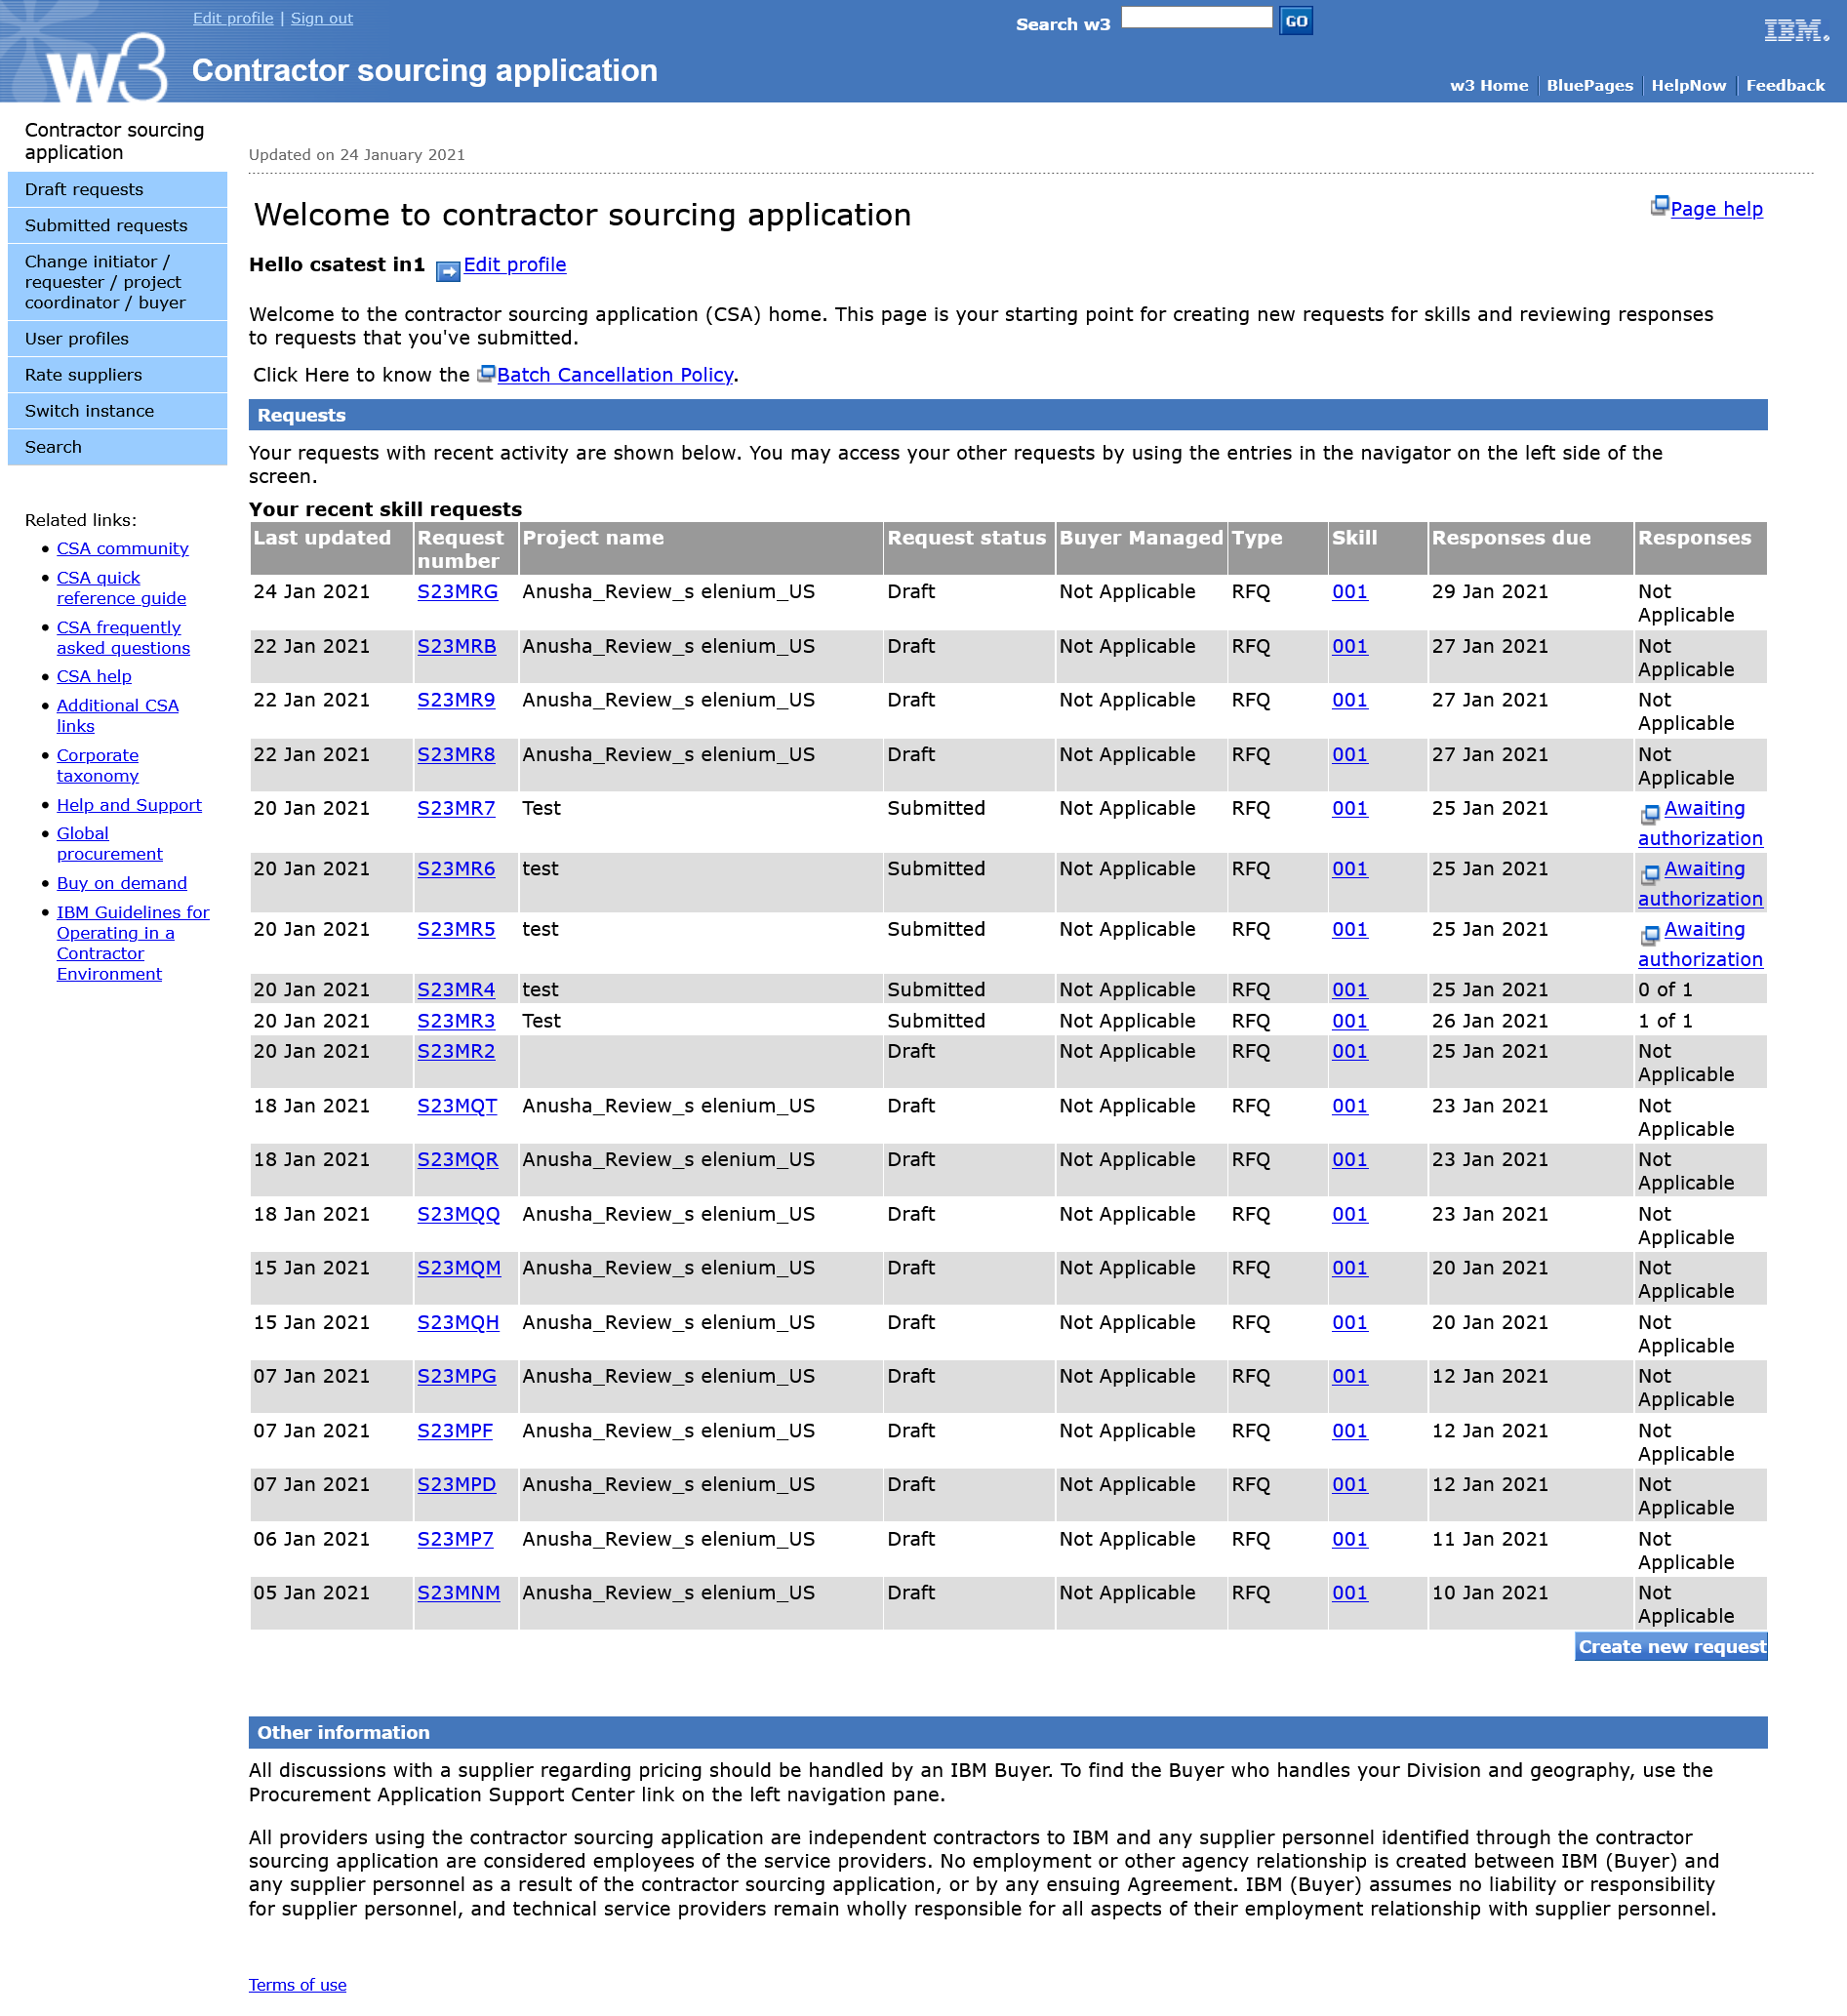 Edit profile | Sign out
Search w3 GO
IBM.
w3 Contractor sourcing application
w3 Home BluePages HelpNow Feedback
Contractor sourcing
application
Draft requests
Submitted requests
Change initiator /
requester / project
coordinator / buyer
User profiles
Rate suppliers
Switch instance
Search
Related links:
CSA community
CSA quick
reference guide
CSA frequently
asked questions
CSA help
Additional CSA
links
Corporate
taxonomy
Help and Support
Global
procurement
Buy on demand
IBM Guidelines for
Operating in a
Contractor
Environment
Updated on 24 January 2021
Welcome to contractor sourcing application
Page help
Hello csatest in1 Edit profile
Welcome to the contractor sourcing application (CSA) home. This page is your starting point for creating new requests for skills and reviewing responses
to requests that you've submitted.
Click Here to know the Batch Cancellation Policy.
Requests
Your requests with recent activity are shown below. You may access your other requests by using the entries in the navigator on the left side of the
screen.
Your recent skill requests
Last updated Request Project name Request status Buyer Managed Type Skill Responses due Responses
number
24 Jan 2021 S23MRG Anusha_Review_s elenium_US Draft Not Applicable RFQ 001 29 Jan 2021 Not
Applicable
22 Jan 2021 S23MRB Anusha_Review_s elenium_US Draft Not Applicable RFQ 001 27 Jan 2021 Not
Applicable
22 Jan 2021 S23MR9 Anusha_Review_s elenium_US Draft Not Applicable RFQ 001 27 Jan 2021 Not
Applicable
22 Jan 2021 S23MR8 Anusha_Review_s elenium_US Draft Not Applicable RFQ 001 27 Jan 2021 Not
Applicable
20 Jan 2021 S23MR7 Test Submitted Not Applicable RFQ 001 25 Jan 2021 Awaiting
authorization
20 Jan 2021 S23MR6 test Submitted Not Applicable RFQ 001 25 Jan 2021 Awaiting
authorization
20 Jan 2021 S23MR5 test Submitted Not Applicable RFQ 001 25 Jan 2021 Awaiting
authorization
20 Jan 2021 S23MR4 test Submitted Not Applicable RFQ 001 25 Jan 2021 0 of 1
20 Jan 2021 S23MR3 Test Submitted Not Applicable RFQ 001 26 Jan 2021 1 of 1
20 Jan 2021 S23MR2 Draft Not Applicable RFQ 001 25 Jan 2021 Not
Applicable
18 Jan 2021 S23MQT Anusha_Review_s elenium_US Draft Not Applicable RFQ 001 23 Jan 2021 Not
Applicable
18 Jan 2021 S23MQR Anusha_Review_s elenium_US Draft Not Applicable RFQ 001 23 Jan 2021 Not
Applicable
18 Jan 2021 S23MQQ Anusha_Review_s elenium_US Draft Not Applicable RFQ 001 23 Jan 2021 Not
Applicable
15 Jan 2021 S23MQM Anusha_Review_s elenium_US Draft Not Applicable RFQ 001 20 Jan 2021 Not
Applicable
15 Jan 2021 S23MQH Anusha_Review_s elenium_US Draft Not Applicable RFQ 001 20 Jan 2021 Not
Applicable
07 Jan 2021 S23MPG Anusha_Review_s elenium_US Draft Not Applicable RFQ 001 12 Jan 2021 Not
Applicable
07 Jan 2021 S23MPF Anusha_Review_s elenium_US Draft Not Applicable RFQ 001 12 Jan 2021 Not
Applicable
07 Jan 2021 S23MPD Anusha_Review_s elenium_US Draft Not Applicable RFQ 001 12 Jan 2021 Not
Applicable
06 Jan 2021 S23MP7 Anusha_Review_s elenium_US Draft Not Applicable RFQ 001 11 Jan 2021 Not
Applicable
05 Jan 2021 S23MNM Anusha_Review_s elenium_US Draft Not Applicable RFQ 001 10 Jan 2021 Not
Applicable
Create new request
Other information
All discussions with a supplier regarding pricing should be handled by an IBM Buyer. To find the Buyer who handles your Division and geography, use the
Procurement Application Support Center link on the left navigation pane.
All providers using the contractor sourcing application are independent contractors to IBM and any supplier personnel identified through the contractor
sourcing application are considered employees of the service providers. No employment or other agency relationship is created between IBM (Buyer) and
any supplier personnel as a result of the contractor sourcing application, or by any ensuing Agreement. IBM (Buyer) assumes no liability or responsibility
for supplier personnel, and technical service providers remain wholly responsible for all aspects of their employment relationship with supplier personnel.
Terms of use